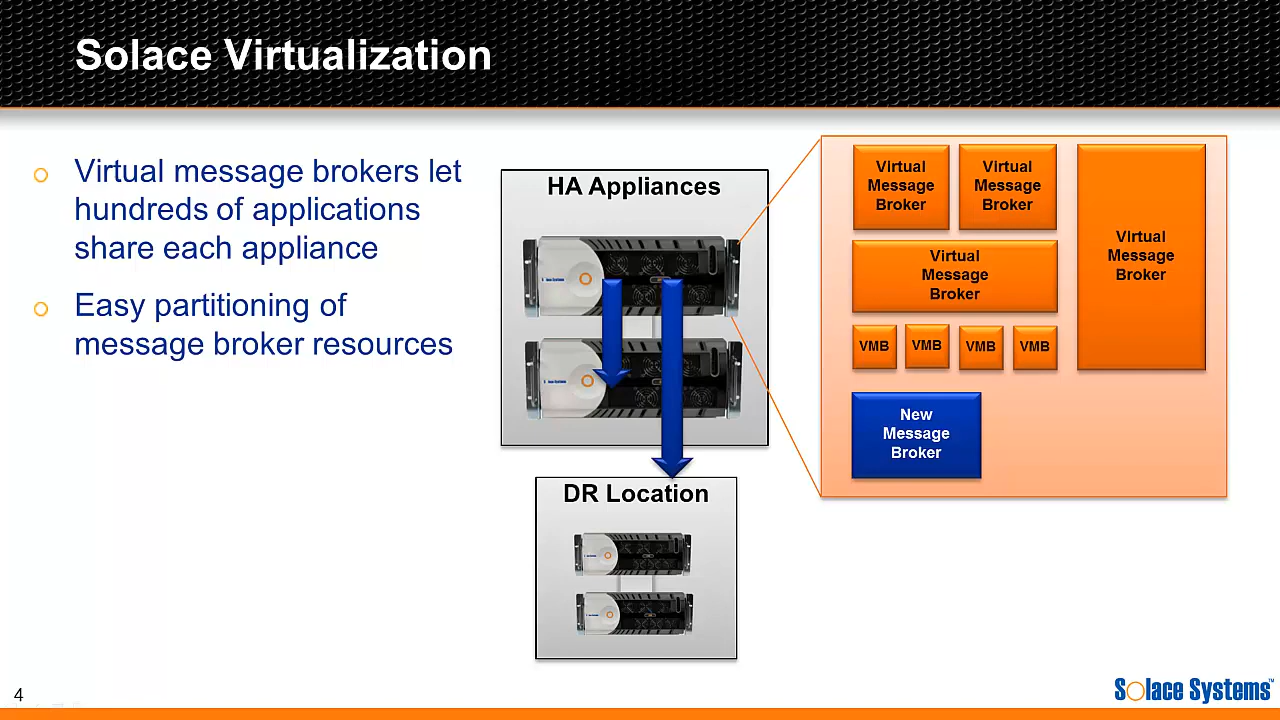 Solace Virtualization
Virtual message brokers let
hundreds of applications
share each appliance
Easy partitioning of
message broker resources
HA Appliances
DR Location
Virtual
Message
Broker
Virtual
Message
Broker
Virtual
Message
Broker
Virtual
Message
Broker
VMB
VMB
VMB
VMB
New
Message
Broker
4
Solace Systems™